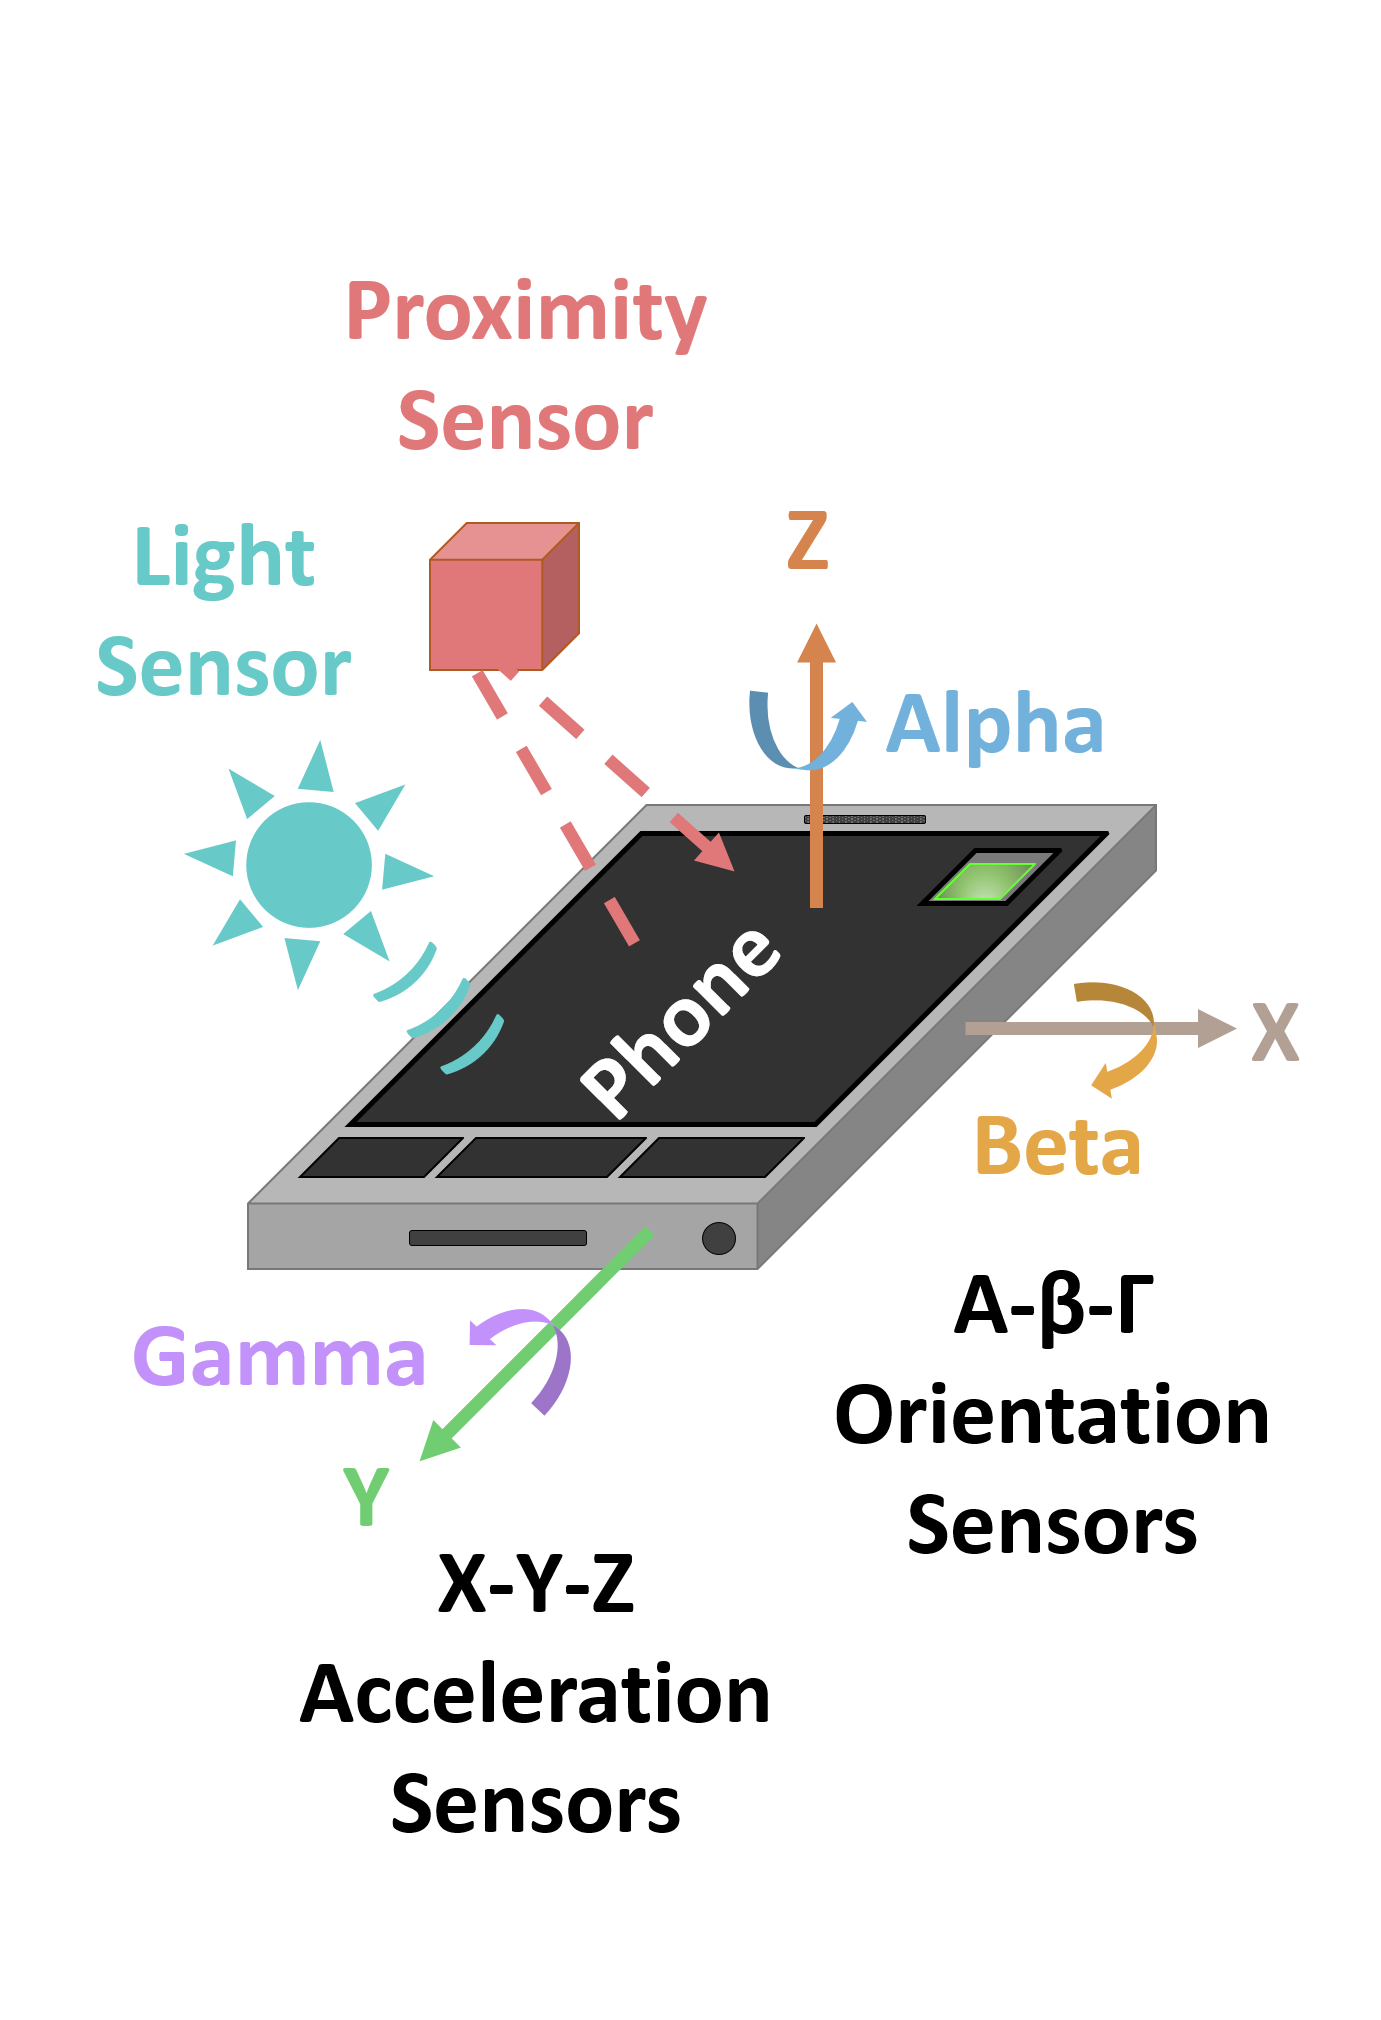 Proximity
Sensor
Light
Sensor
Z
Alpha
Phone
X
Beta
Gamma
Y
Α-β-Γ
Orientation
Sensors
X-Y-Z
Acceleration
Sensors